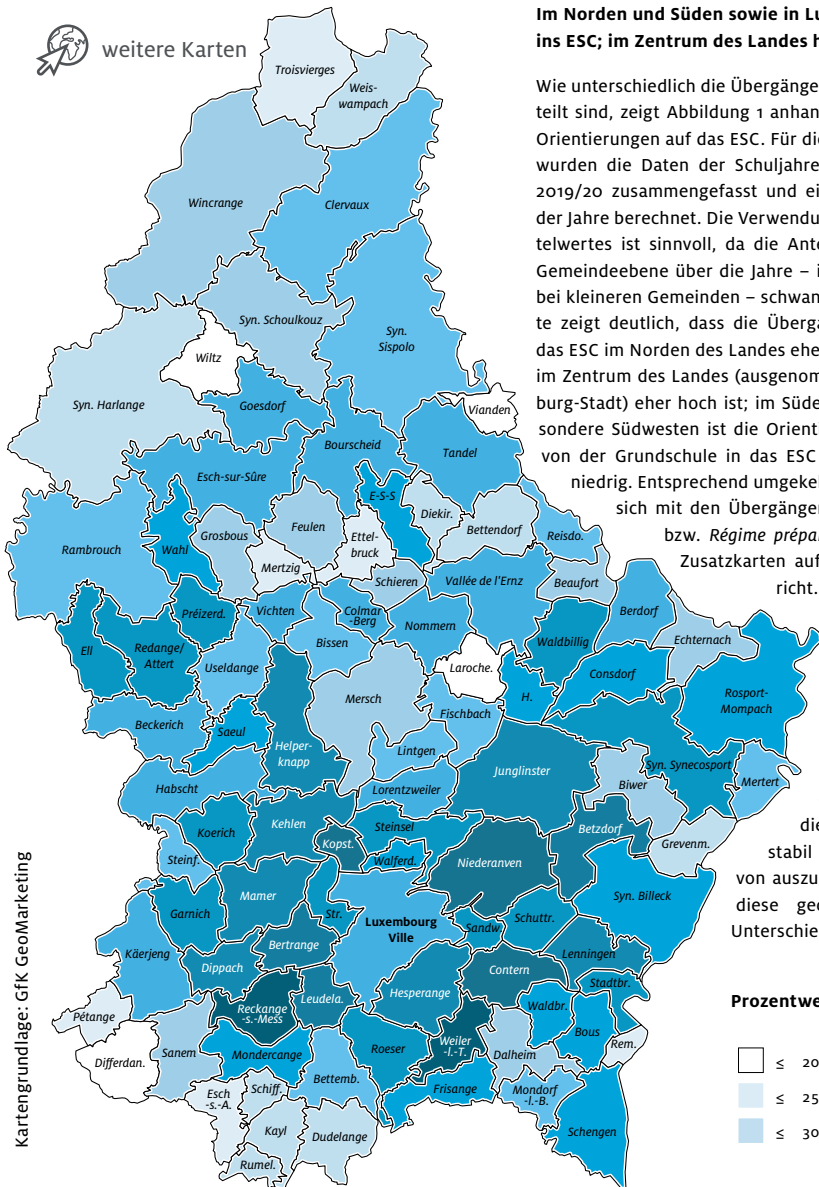 weitere Karten
Im Norden und Süden sowie in Lu
ins ESC; im Zentrum des Landes h
Wie unterschiedlich die Übergänge
teilt sind, zeigt Abbildung 1 anhan
Orientierungen auf das ESC. Für die
wurden die Daten der Schuljahre
2019/20 zusammengefasst und ei
der Jahre berechnet. Die Verwendu
telwertes ist sinnvoll, da die Ante
Gemeindeebene über die Jahre – i
bei kleineren Gemeinden – schwan
te zeigt deutlich, dass die Überga
das ESC im Norden des Landes ehe
im Zentrum des Landes (ausgenom
burg-Stadt) eher hoch ist; im Süde
sondere Südwesten ist die Orienti
von der Grundschule in das ESC
niedrig. Entsprechend umgekel
sich mit den Übergänger
bzw. Régime prépar
Zusatzkarten auf
richt.
die
stabil
von auszu
diese geo
Unterschie
Prozentwe
≤ 20
≤ 25
≤ 30
Troisvierges
Weis-
wampach
Wincrange
Clervaux
Syn. Schoulkouz
Syn.
Sispolo
Wiltz
Syn. Harlange
Goesdorf
Vianden
Bourscheid
Tandel
Esch-sur-Sûre
E-S-S
Diekir.
Bettendorf
Reisdo.
Rambrouch
Wahl
Grosbous
Feulen
Ettel-
bruck
Mertzig
Schieren
Vallée de l'Ernz
Beaufort
Préizerd.
Vichten
Colmar
-Berg
Nommern
Berdorf
Ell
Redange/
Attert
Useldange
Bissen
Waldbillig
Echternach
Laroche.
Consdorf
Mersch
H.
Rosport-
Mompach
Beckerich
Saeul
Fischbach
Helper-
knapp
Lintgen
Junglinster
Syn. Synecosport
Biwer
Mertert
Habscht
Lorentzweiler
Koerich
Kehlen
Steinsel
Betzdorf
Kopst.
Steinf.
Walferd.
Niederanven
Grevenm.
Mamer
Syn. Billeck
Garnich
Str.
Luxembourg
Ville
Sandw.
Schuttr.
Käerjeng
Bertrange
Lenningen
Dippach
Contern
Hesperange
Stadtbr.
Leudela.
Reckange
-s.-Mess
Waldbr.
Pétange
Bous
Rem.
Differdan.
Sanem
Mondercange
Roeser
Weiler
-l.-T.
Dalheim
Bettemb.
Frisange
Mondorf
-l.-B.
Esch
-s.-A.
Schiff.
Schengen
Kayl
Dudelange
Rumel.
Kartengrundlage: GfK GeoMarketing